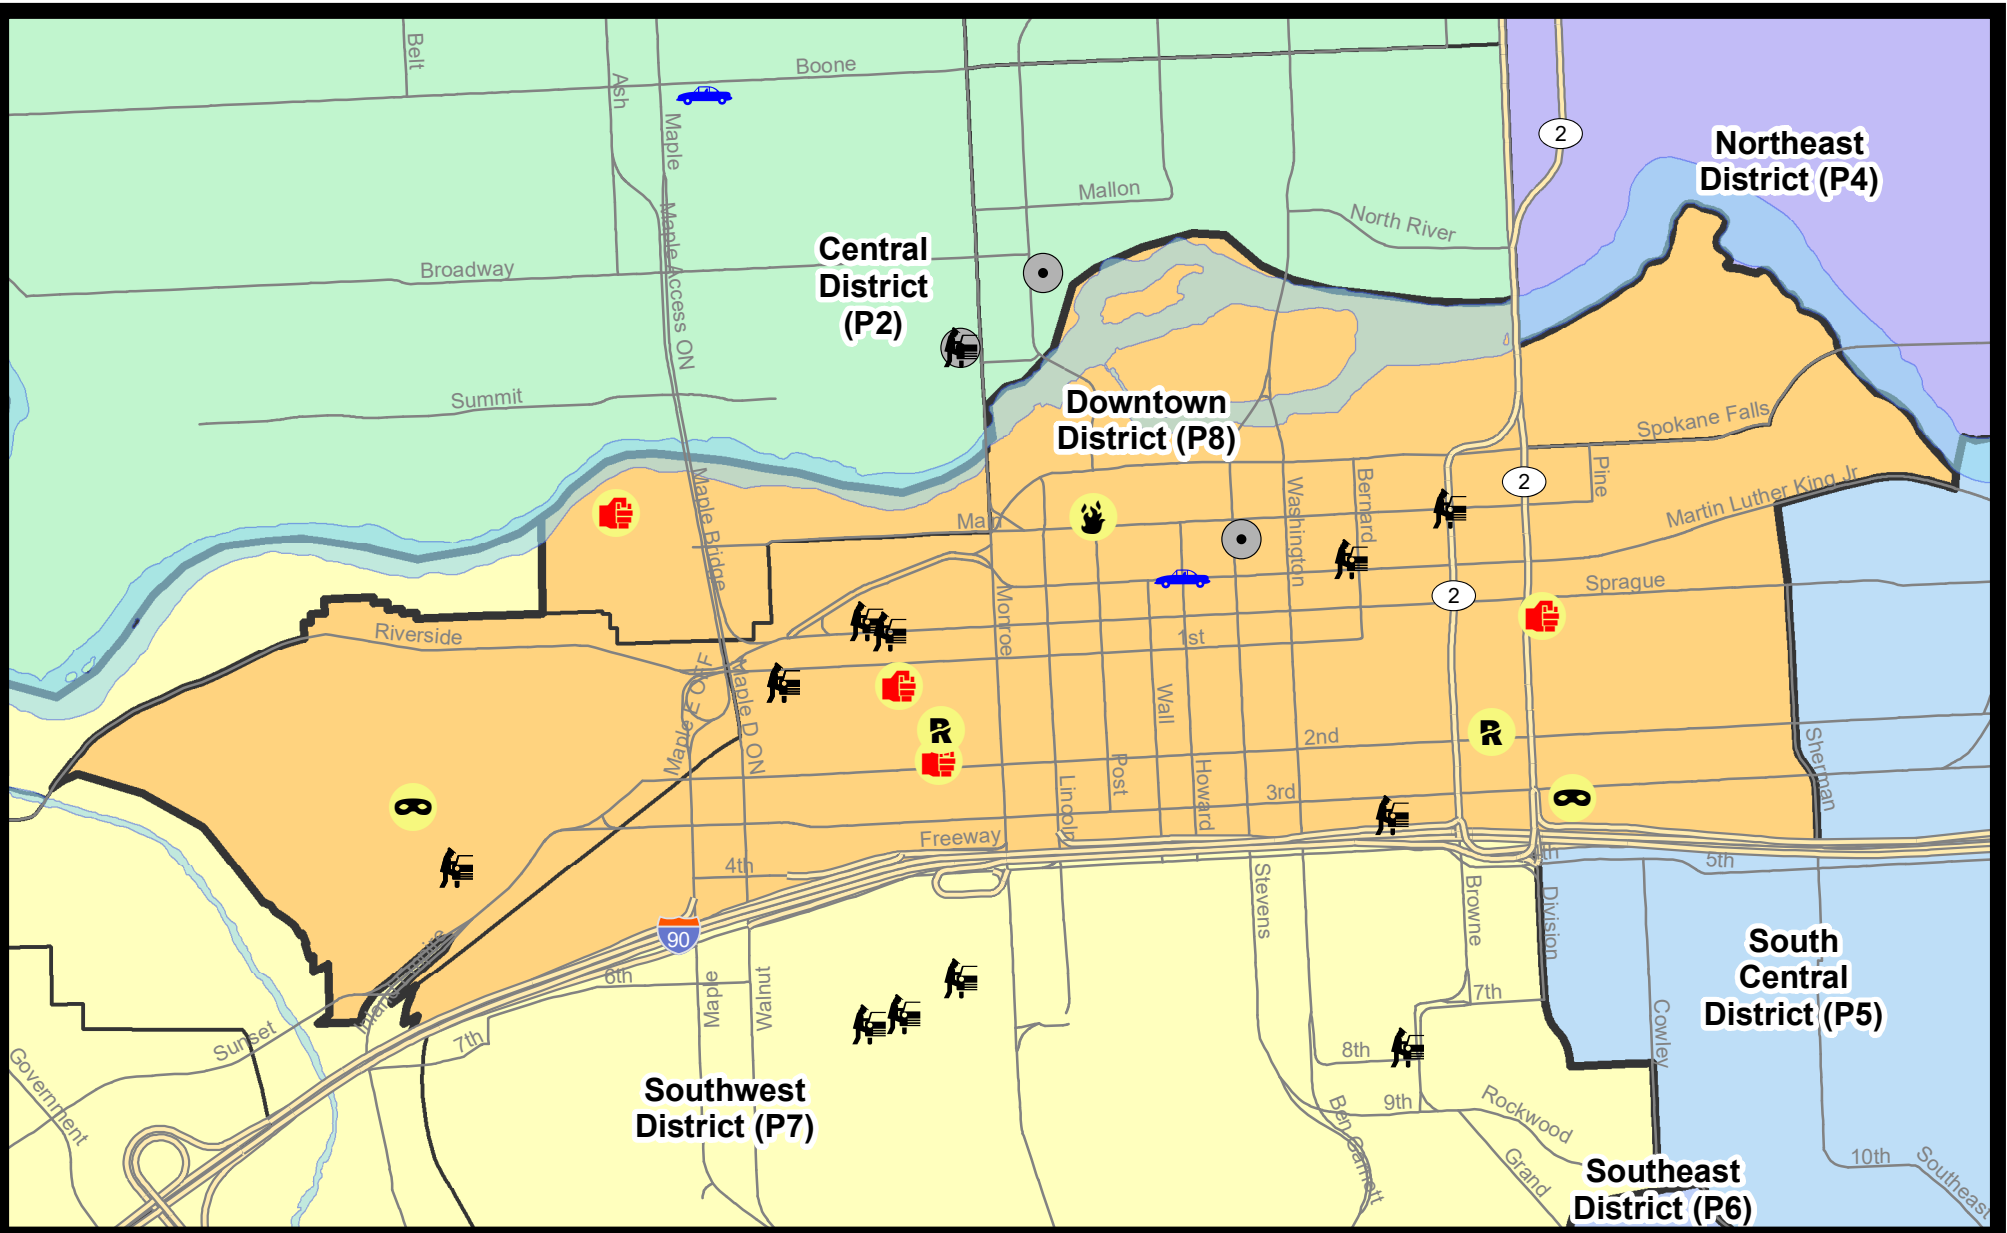 Belt
Ash
Boone
Maple
2
Northeast
District (P4)
Mallon
North River
Maple Access ON
Central
District
(P2)
Broadway
Summit
Downtown
District (P8)
Spokane Falls
Pine
Bernard
Washington
2
Martin Luther King Jr
Maple Bridge
Main
Sprague
2
Riverside
Monroe
1st
Maple E OFF
Maple D ON
Wall
2nd
Sherman
Post
Howard
Lincoln
3rd
Freeway
4th
5th
Stevens
Browne
Division
90
South
Central
District (P5)
6th
Maple
Walnut
7th
Cowley
Sunset
7th
8th
Government
Southwest
District (P7)
9th
Rockwood
Ben Garnett
Grand
10th
Southeast
Southeast
District (P6)